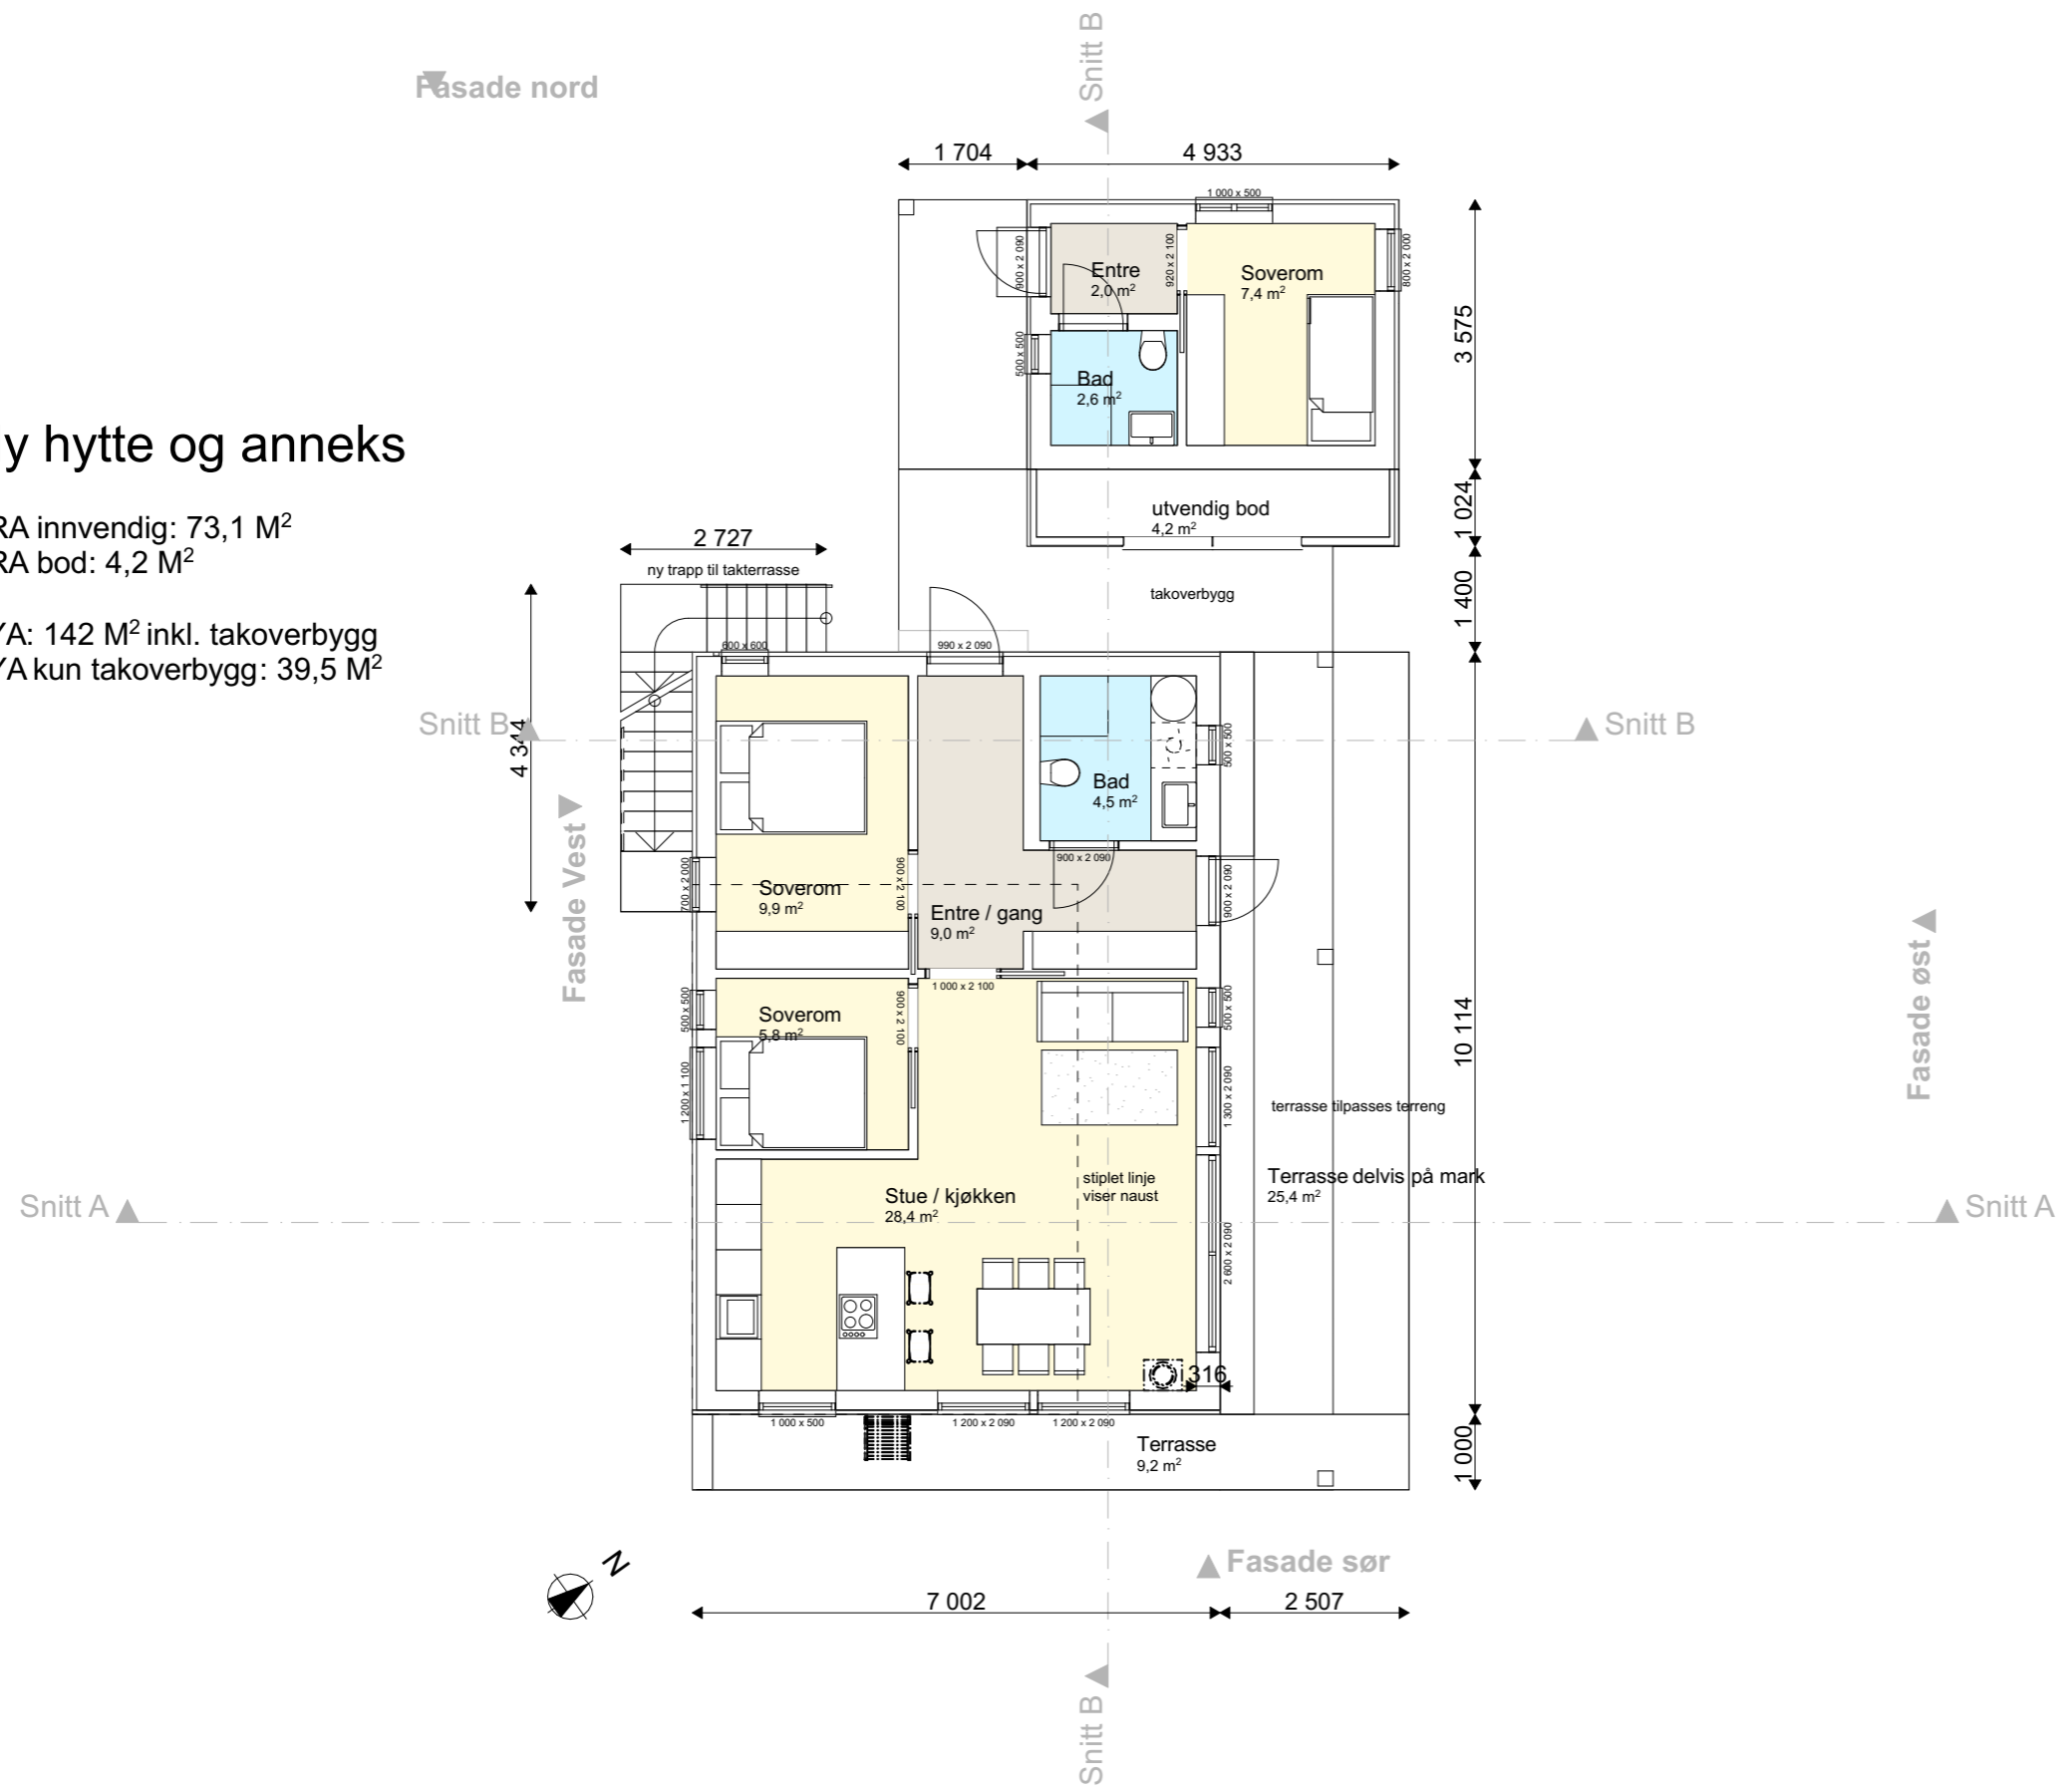 Snitt B
Fasade nord
1 704
4 933
1 000 x 500
900 x 2 090
Entre
2,0 m²
920 x 2 100
Soverom
7,4 m²
800 x 2 000
3 575
500 x 500
Bad
2,6 m²
y hytte og anneks
RA innvendig: 73,1 M²
RA bod: 4,2 M²
YA: 142 M² inkl. takoverbygg
YA kun takoverbygg: 39,5 M²
utvendig bod
4,2 m²
1 024
2 727
ny trapp til takterrasse
takoverbygg
1 400
600 x 600
990 x 2 090
Snitt B
4 344
500 x 500
Snitt B
Bad
4,5 m²
Fasade Vest
700 x 2 000
Soverom
9,9 m²
900 x 2 100
900 x 2 090
Entre / gang
9,0 m²
900 x 2 090
Fasade øst
1 000 x 2 100
500 x 500
Soverom
5,8 m²
900 x 2 100
500 x 500
10 114
1 200 x 1 100
1 300 x 2 090
terrasse tilpasses terreng
stiplet linje
viser naust
Terrasse delvis på mark
25,4 m²
Snitt A
Stue / kjøkken
28,4 m²
Snitt A
2 600 x 2 090
316
1 000 x 500
1 200 x 2 090
1 200 x 2 090
Terrasse
9,2 m²
1 000
N
Fasade sør
7 002
2 507
Snitt B